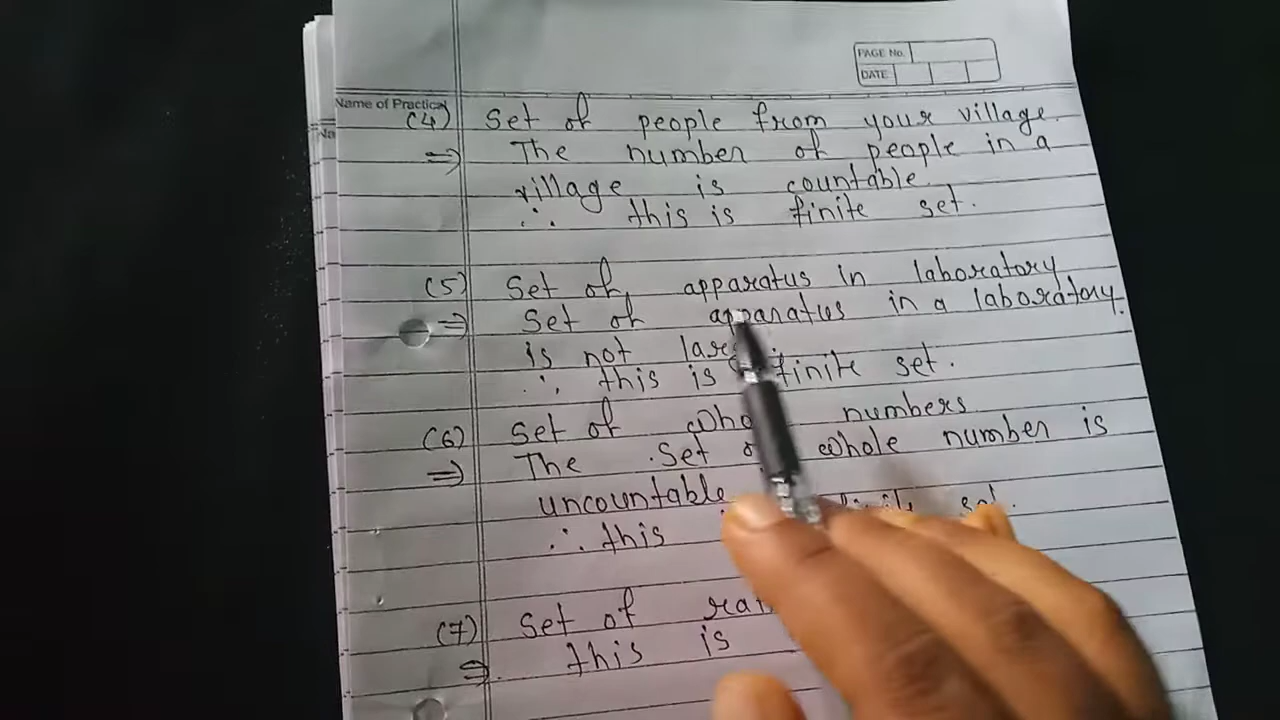 PAGE No.
DATE
Name of Practical
Na
(4) Set of people from your village.
⇒ The number of people in a
village is countable.
∴ this is finite set.
(5) Set of apparatus in laboratory
⇒ Set of apparatus in a laboratory.
is not large.
∴ this is finite set.
(6) Set of numbers
⇒ The Set whole number is
uncountable
∴ this set.
(7) Set of
⇒ this is